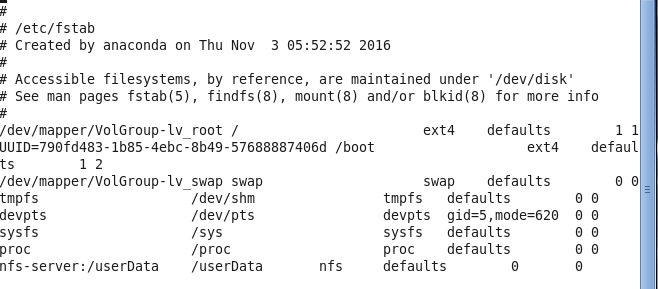 #
# /etc/fstab
# Created by anaconda on Thu Nov  3 05:52:52 2016
#
# Accessible filesystems, by reference, are maintained under '/dev/disk'
# See man pages fstab(5), findfs(8), mount(8) and/or blkid(8) for more info
#
/dev/mapper/VolGroup-lv_root /                       ext4    defaults        1 1
UUID=790fd483-1b85-4ebc-8b49-57688887406d /boot                   ext4    defaul
ts        1 2
/dev/mapper/VolGroup-lv_swap swap                    swap    defaults        0 0
tmpfs                   /dev/shm                tmpfs   defaults        0 0
devpts                  /dev/pts                devpts  gid=5,mode=620  0 0
sysfs                   /sys                    sysfs   defaults        0 0
proc                    /proc                   proc    defaults        0 0
nfs-server:/userData    /userData       nfs     defaults        0       0